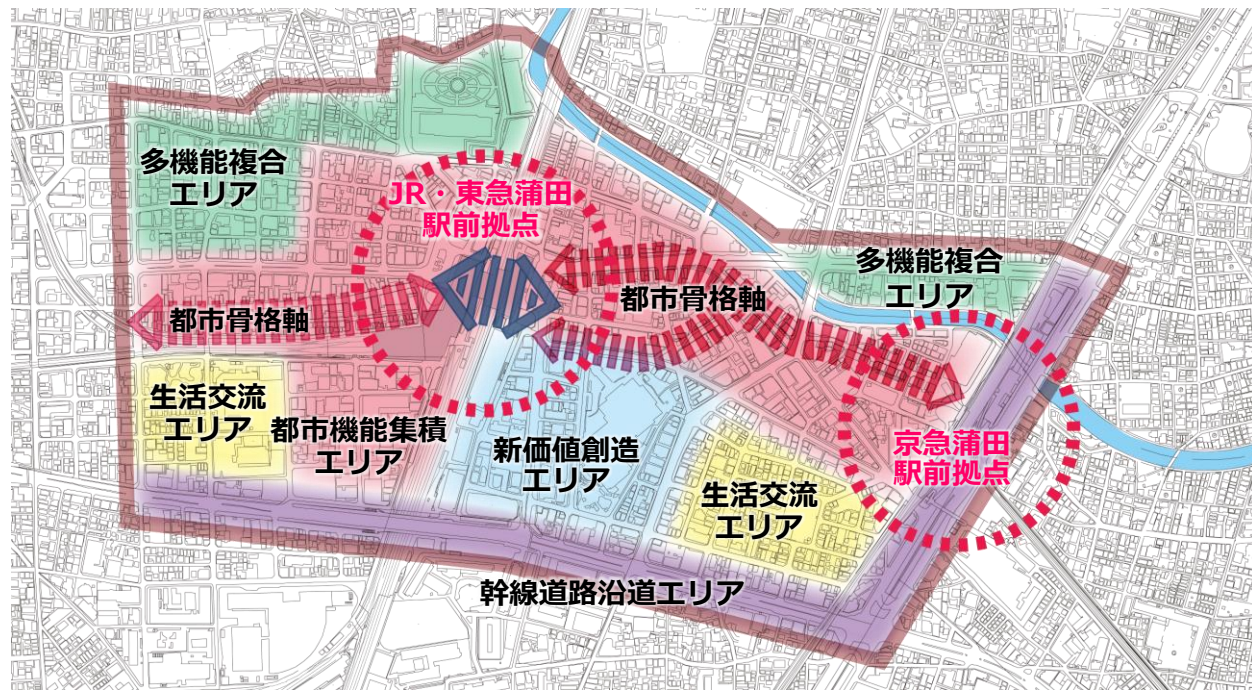 多機能複合
エリア
JR・東急蒲田
駅前拠点
多機能複合
エリア
都市骨格軸
都市骨格軸
生活交流
エリア
都市機能集積
エリア
新価値創造
エリア
京急蒲田
駅前拠点
生活交流
エリア
幹線道路沿道エリア